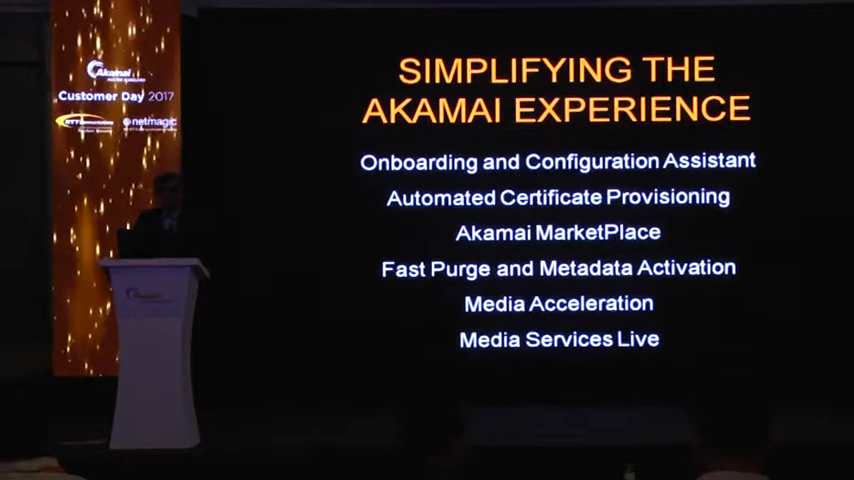 Akamai
Customer Day 2017
netmagic
SIMPLIFYING THE
AKAMAI EXPERIENCE
Onboarding and Configuration Assistant
Automated Certificate Provisioning
Akamai MarketPlace
Fast Purge and Metadata Activation
Media Acceleration
Media Services Live